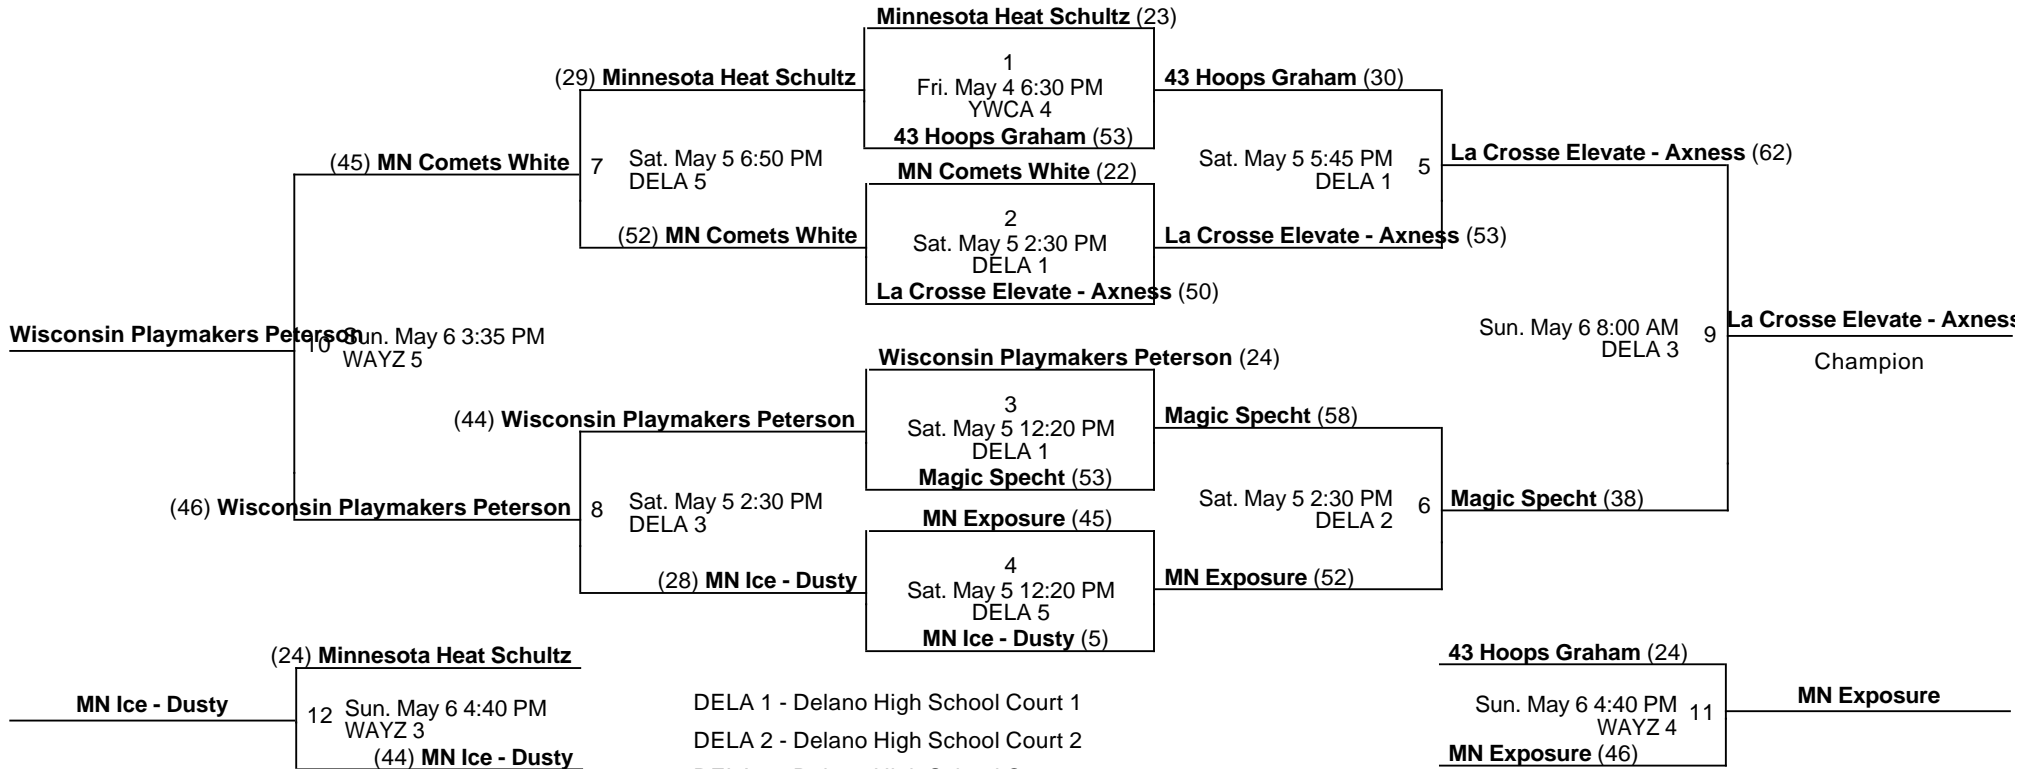 Minnesota Heat Schultz (23)
1
Fri. May 4 6:30 PM
YWCA 4
43 Hoops Graham (53)
(29) Minnesota Heat Schultz
43 Hoops Graham (30)
(45) MN Comets White
7
Sat. May 5 6:50 PM
DELA 5
Sat. May 5 5:45 PM
DELA 1
5
La Crosse Elevate - Axness (62)
MN Comets White (22)
2
Sat. May 5 2:30 PM
DELA 1
La Crosse Elevate - Axness (50)
(52) MN Comets White
La Crosse Elevate - Axness (53)
Wisconsin Playmakers Peterson
10
Sun. May 6 3:35 PM
WAYZ 5
Sun. May 6 8:00 AM
DELA 3
9
La Crosse Elevate - Axness
Champion
Wisconsin Playmakers Peterson (24)
3
Sat. May 5 12:20 PM
DELA 1
Magic Specht (53)
(44) Wisconsin Playmakers Peterson
Magic Specht (58)
(46) Wisconsin Playmakers Peterson
8
Sat. May 5 2:30 PM
DELA 3
Sat. May 5 2:30 PM
DELA 2
6
Magic Specht (38)
MN Exposure (45)
4
Sat. May 5 12:20 PM
DELA 5
MN Ice - Dusty (5)
(28) MN Ice - Dusty
MN Exposure (52)
(24) Minnesota Heat Schultz
MN Ice - Dusty
12
Sun. May 6 4:40 PM
WAYZ 3
(44) MN Ice - Dusty
DELA 1 - Delano High School Court 1
DELA 2 - Delano High School Court 2
43 Hoops Graham (24)
Sun. May 6 4:40 PM
WAYZ 4
11
MN Exposure
MN Exposure (46)